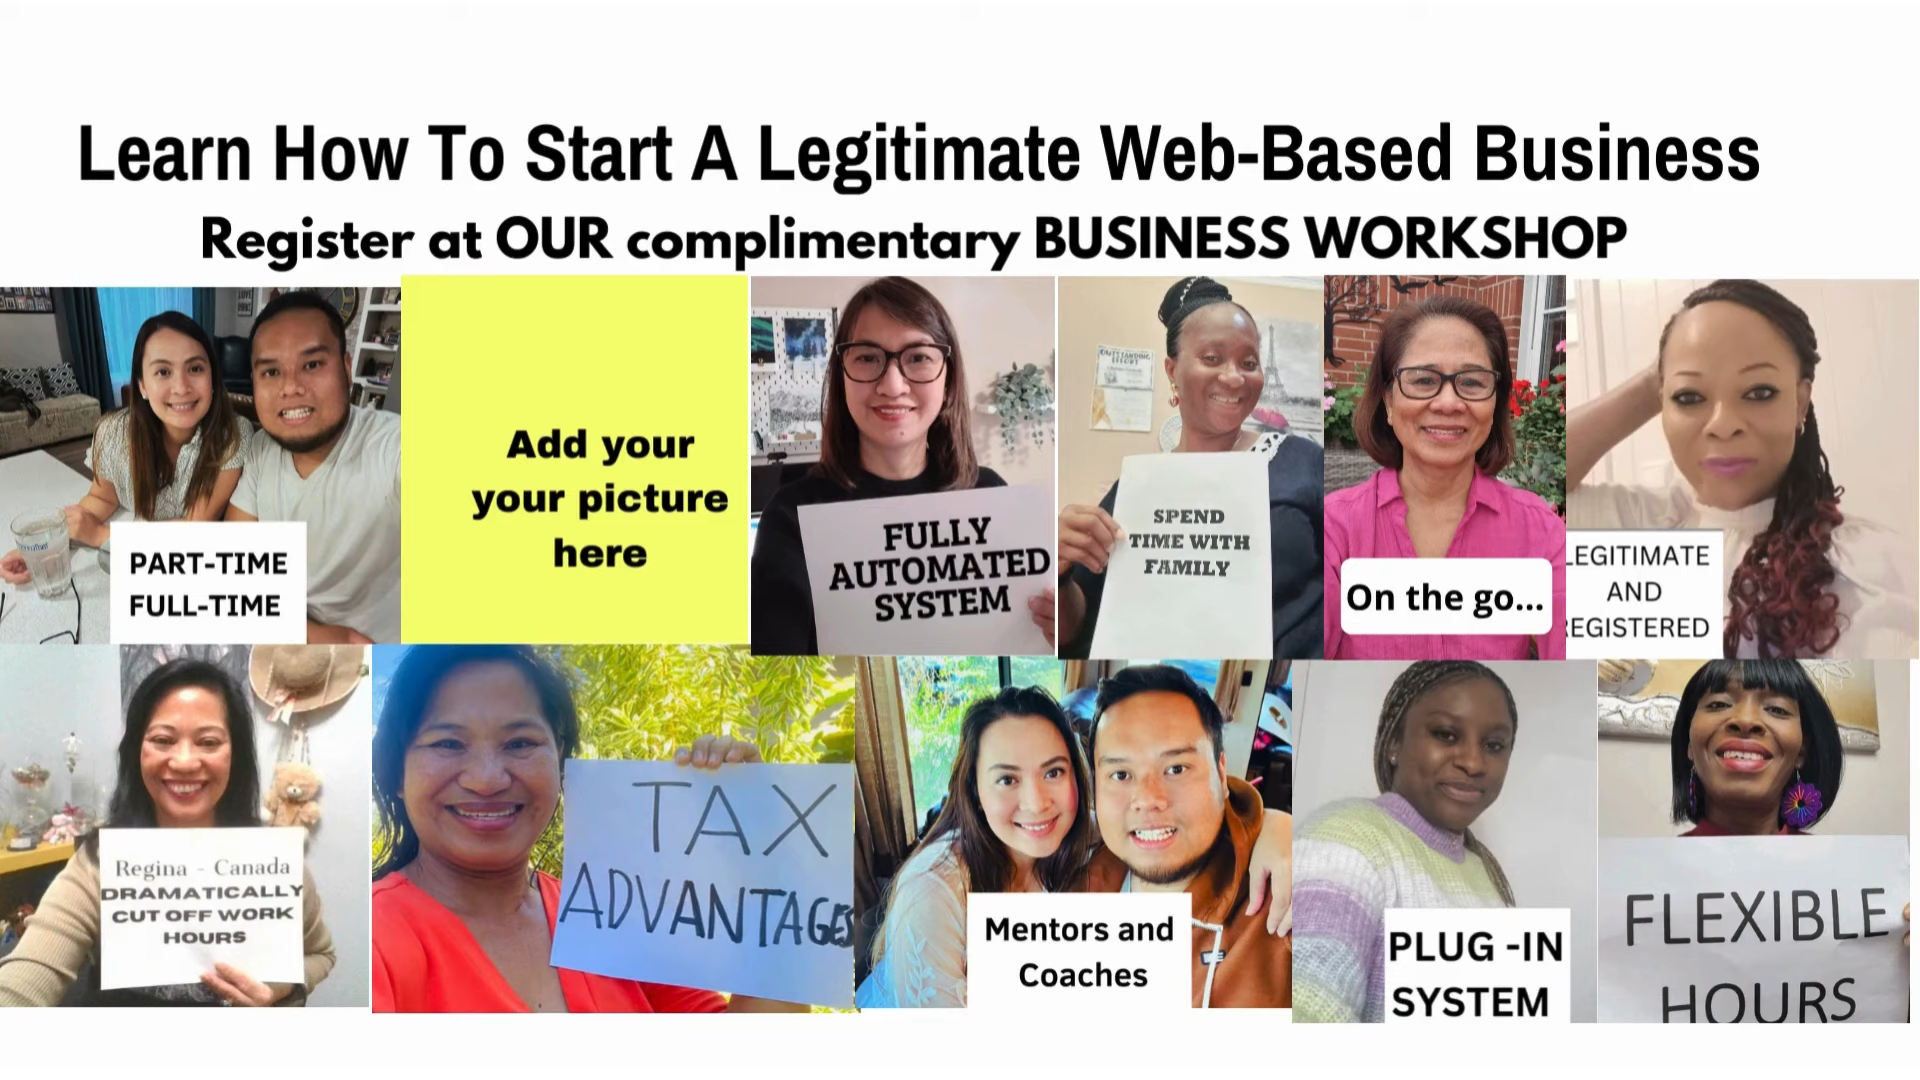 Learn How To Start A Legitimate Web-Based Business
Register at OUR complimentary BUSINESS WORKSHOP
PART-TIME
FULL-TIME
Add your
your picture
here
FULLY
AUTOMATED
SYSTEM
SPEND
TIME WITH
FAMILY
On the go...
LEGITIMATE
AND
REGISTERED
Regina - Canada
DRAMATICALLY
CUT OFF WORK
HOURS
TAX
ADVANTAGES
Mentors and
Coaches
PLUG -IN
SYSTEM
FLEXIBLE
HOURS